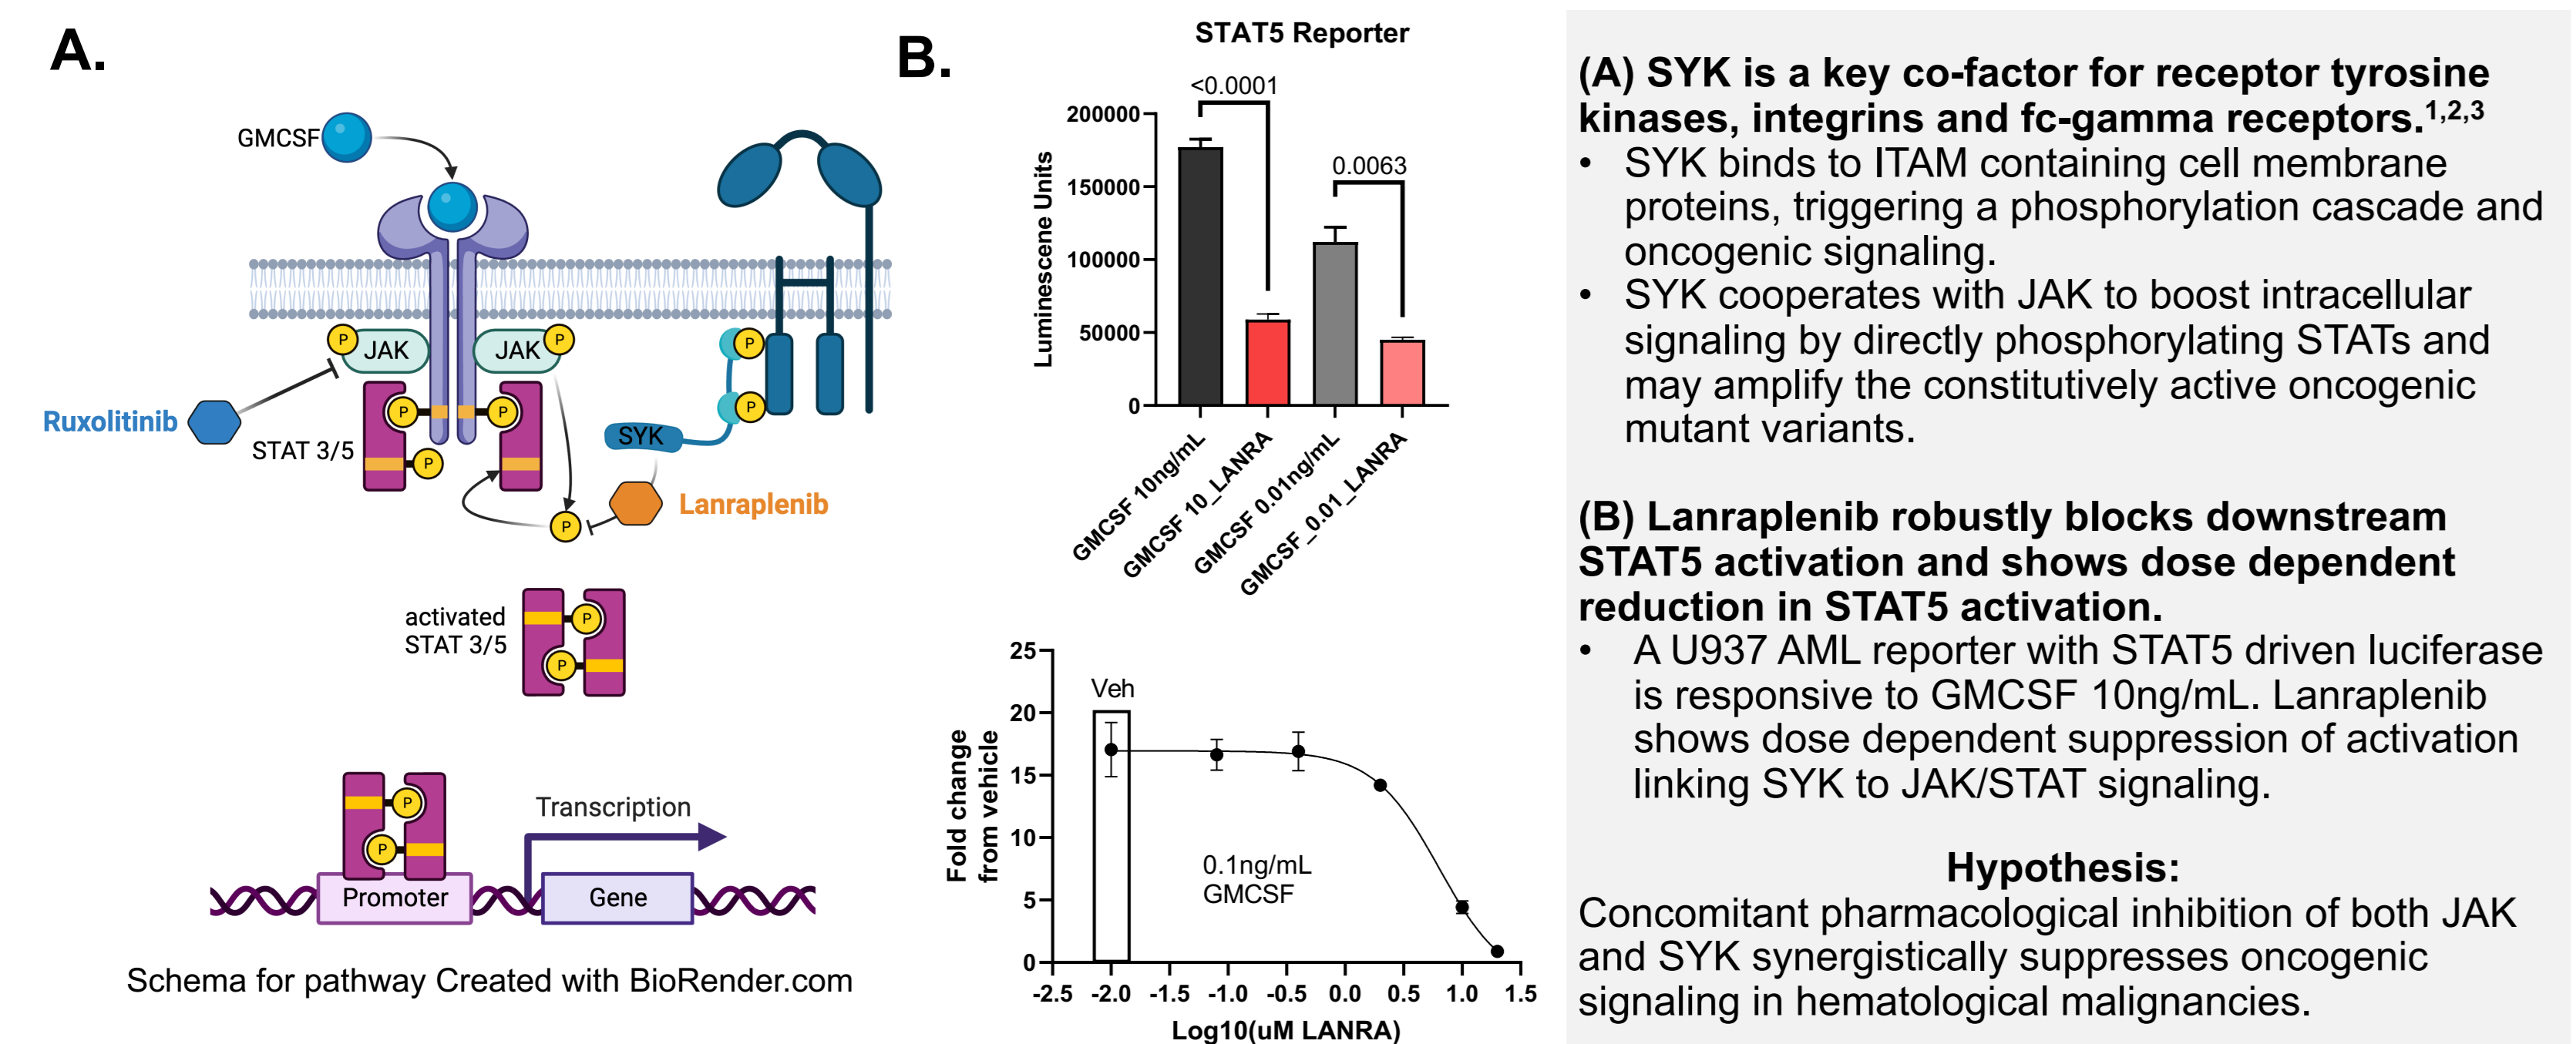 A.
GMCSF
P
JAK
JAK
P
P
P
Ruxolitinib
STAT 3/5
P
P
P
SYK
Lanraplenib
P
activated
STAT 3/5
P
P
P
P
Transcription
Promoter
Gene
Schema for pathway Created with BioRender.com
B.
STAT5 Reporter
<0.0001
0.0063
Luminescene Units
200000
150000
100000
50000
0
GMCSF 10ng/mL
GMCSF 10_LANRA
GMCSF 0.01ng/mL
GMCSF_0.01_LANRA
Fold change
from vehicle
25
20
15
10
5
0
Veh
0.1ng/mL
GMCSF
-2.5 -2.0 -1.5 -1.0 -0.5 0.0 0.5 1.0 1.5
Log10(uM LANRA)
(A) SYK is a key co-factor for receptor tyrosine
kinases, integrins and fc-gamma receptors.1,2,3
• SYK binds to ITAM containing cell membrane
proteins, triggering a phosphorylation cascade and
oncogenic signaling.
• SYK cooperates with JAK to boost intracellular
signaling by directly phosphorylating STATs and
may amplify the constitutively active oncogenic
mutant variants.
(B) Lanraplenib robustly blocks downstream
STAT5 activation and shows dose dependent
reduction in STAT5 activation.
• A U937 AML reporter with STAT5 driven luciferase
is responsive to GMCSF 10ng/mL. Lanraplenib
shows dose dependent suppression of activation
linking SYK to JAK/STAT signaling.
Hypothesis:
Concomitant pharmacological inhibition of both JAK
and SYK synergistically suppresses oncogenic
signaling in hematological malignancies.